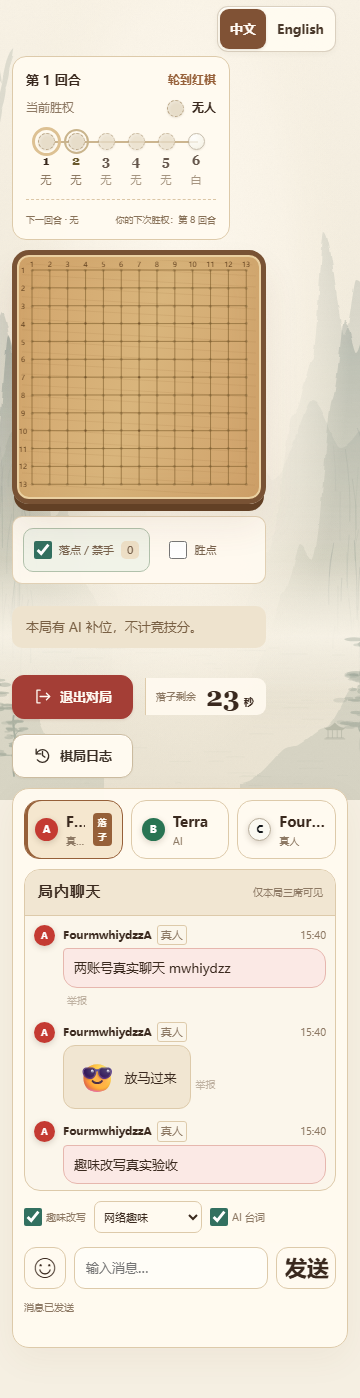 中文 English
第 1 回合 轮到红棋
当前胜权 无人
1 2 3 4 5 6
无 无 无 无 无 白
下一回合 · 无 你的下次胜权：第 8 回合
1 2 3 4 5 6 7 8 9 10 11 12 13
1
2
3
4
5
6
7
8
9
10
11
12
13
落点 / 禁手 0 胜点
本局有 AI 补位，不计竞技分。
退出对局 落子剩余 23 秒
棋局日志
A F... 真... 落子
B Terra AI
C Four... 真人
局内聊天 仅本局三席可见
A FourmwhiydzzA 真人 15:40
两账号真实聊天 mwhiydzz
举报
A FourmwhiydzzA 真人 15:40
放马过来 举报
A FourmwhiydzzA 真人 15:40
趣味改写真实验收
趣味改写 网络趣味 AI 台词
输入消息... 发送
消息已发送